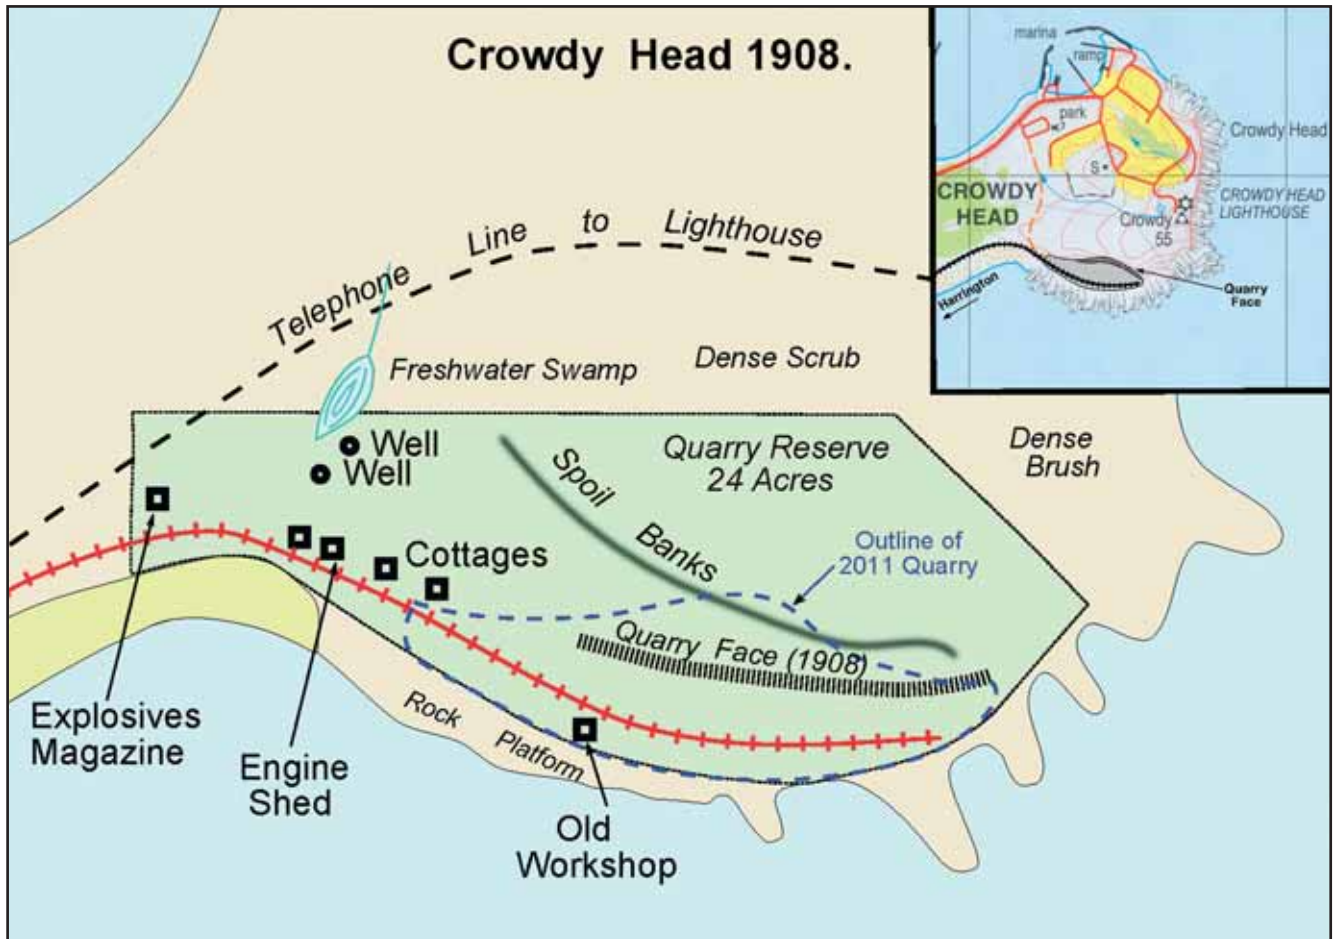 Crowdy Head 1908.
marina
ramp
park
Crowdy Head
S
CROWDY
HEAD
CROWDY HEAD
LIGHTHOUSE
Crowdy
55
Harrington
Quarry
Face
Telephone Line to Lighthouse
Freshwater Swamp
Dense Scrub
Dense
Brush
Well
Well
Quarry Reserve
24 Acres
Spoil Banks
Outline of
2011 Quarry
Cottages
Quarry Face (1908)
Rock Platform
Explosives
Magazine
Engine
Shed
Old
Workshop